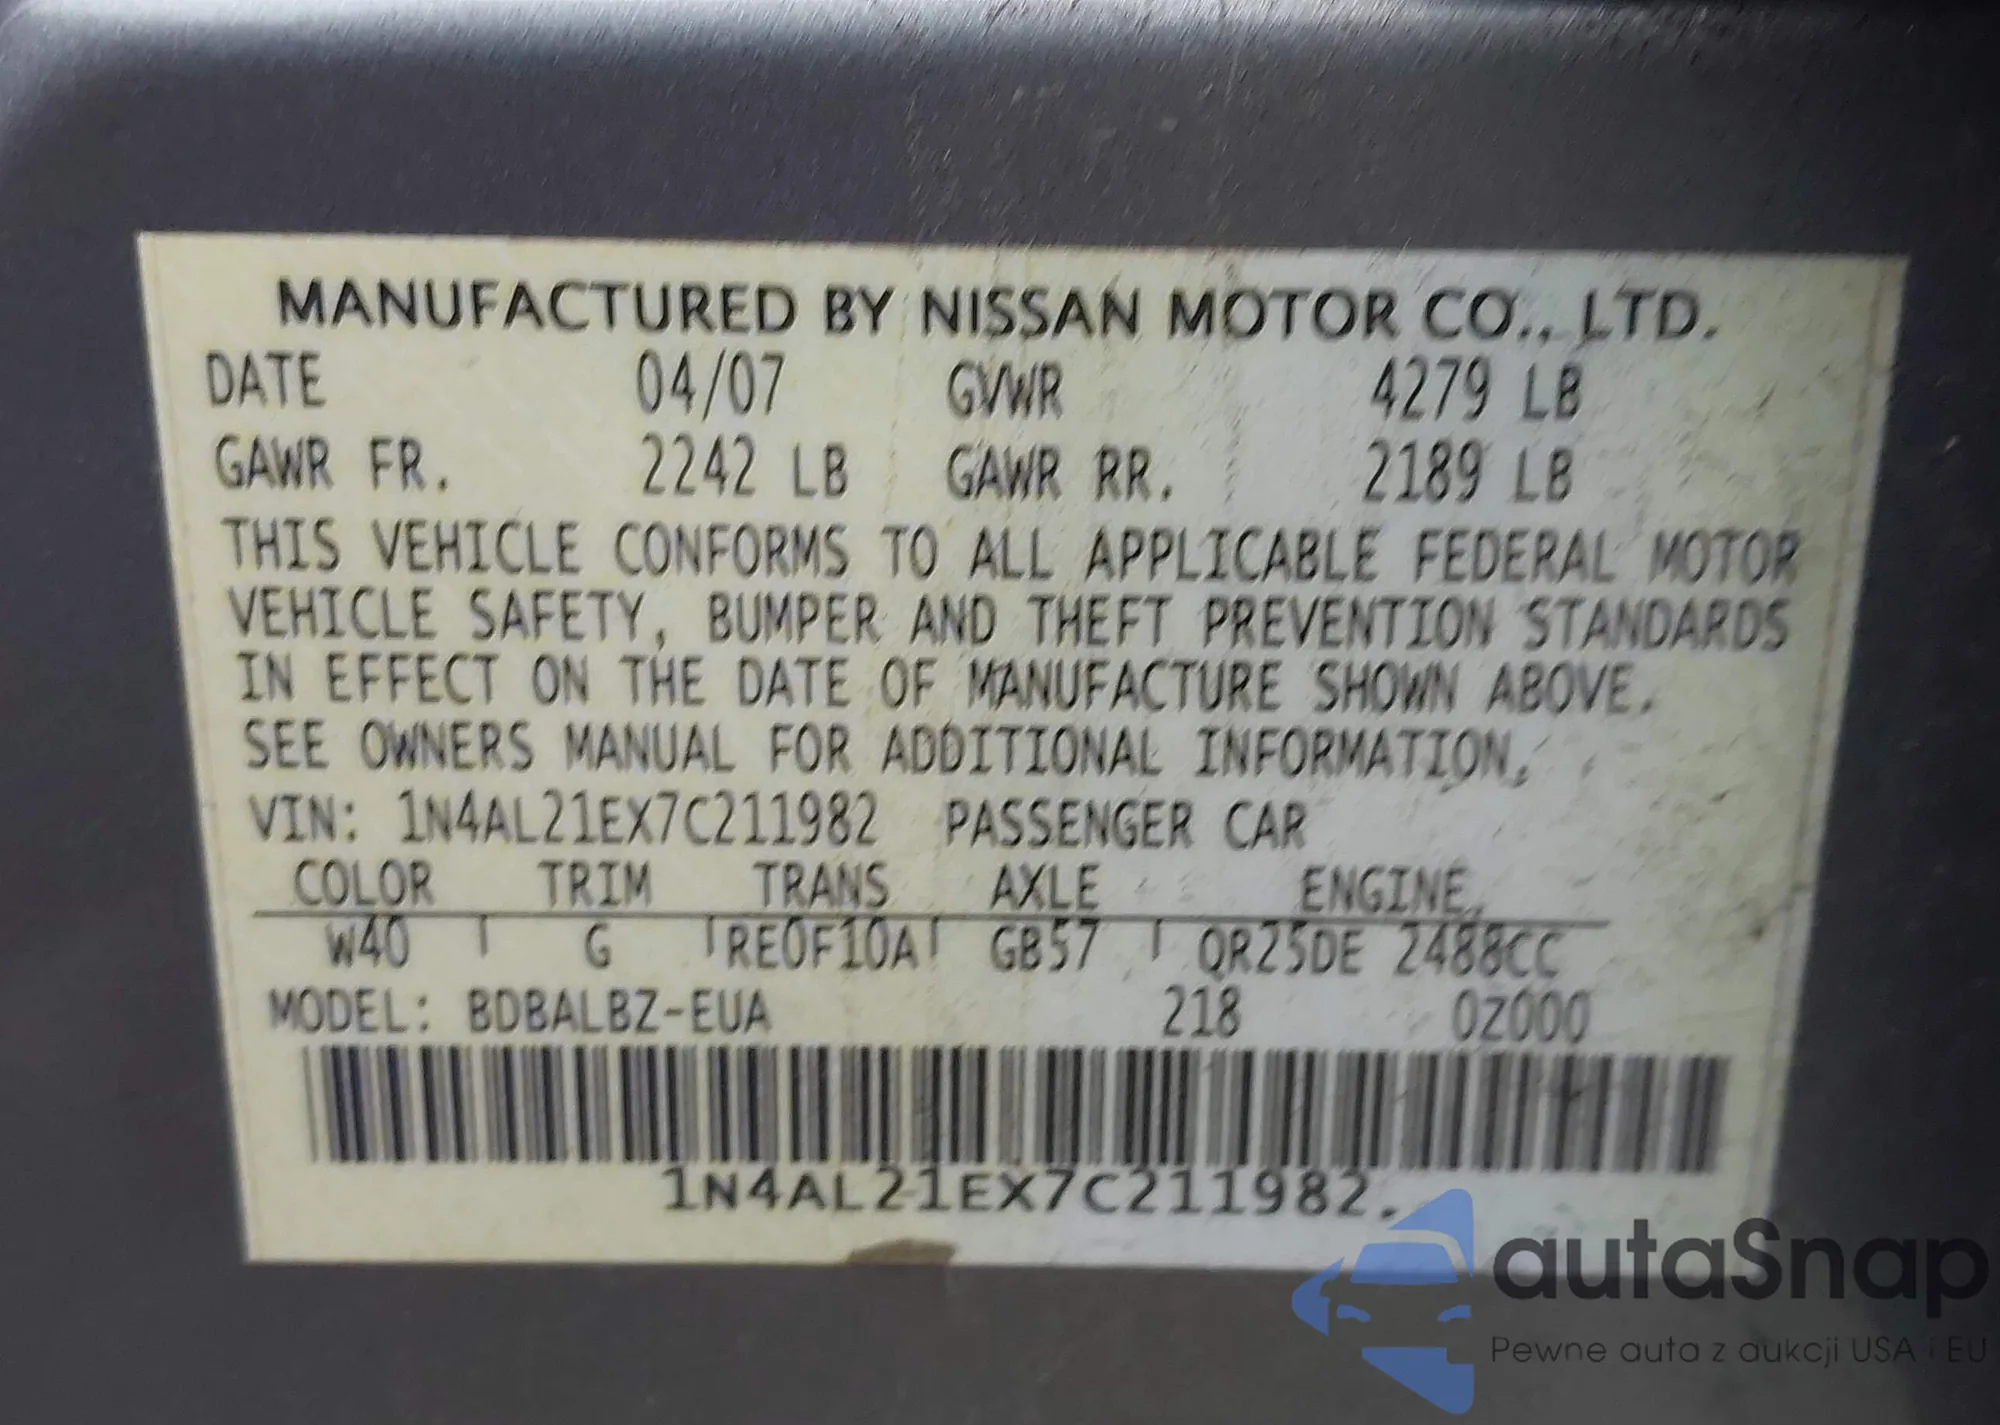 MANUFACTURED BY NISSAN MOTOR CO., LTD.
DATE 04/07 GVWR 4279 LB
GAWR FR. 2242 LB GAWR RR. 2189 LB
THIS VEHICLE CONFORMS TO ALL APPLICABLE FEDERAL MOTOR
VEHICLE SAFETY, BUMPER AND THEFT PREVENTION STANDARDS
IN EFFECT ON THE DATE OF MANUFACTURE SHOWN ABOVE.
SEE OWNERS MANUAL FOR ADDITIONAL INFORMATION.
VIN: 1N4AL21EX7C211982 PASSENGER CAR
COLOR TRIM TRANS AXLE ENGINE
W40 G RE0F10A GB57 QR25DE 2488CC
MODEL: BDBALBZ-EUA 218 0Z000
1N4AL21EX7C211982.
autaSnap
Pewne auta z aukcji USA i EU